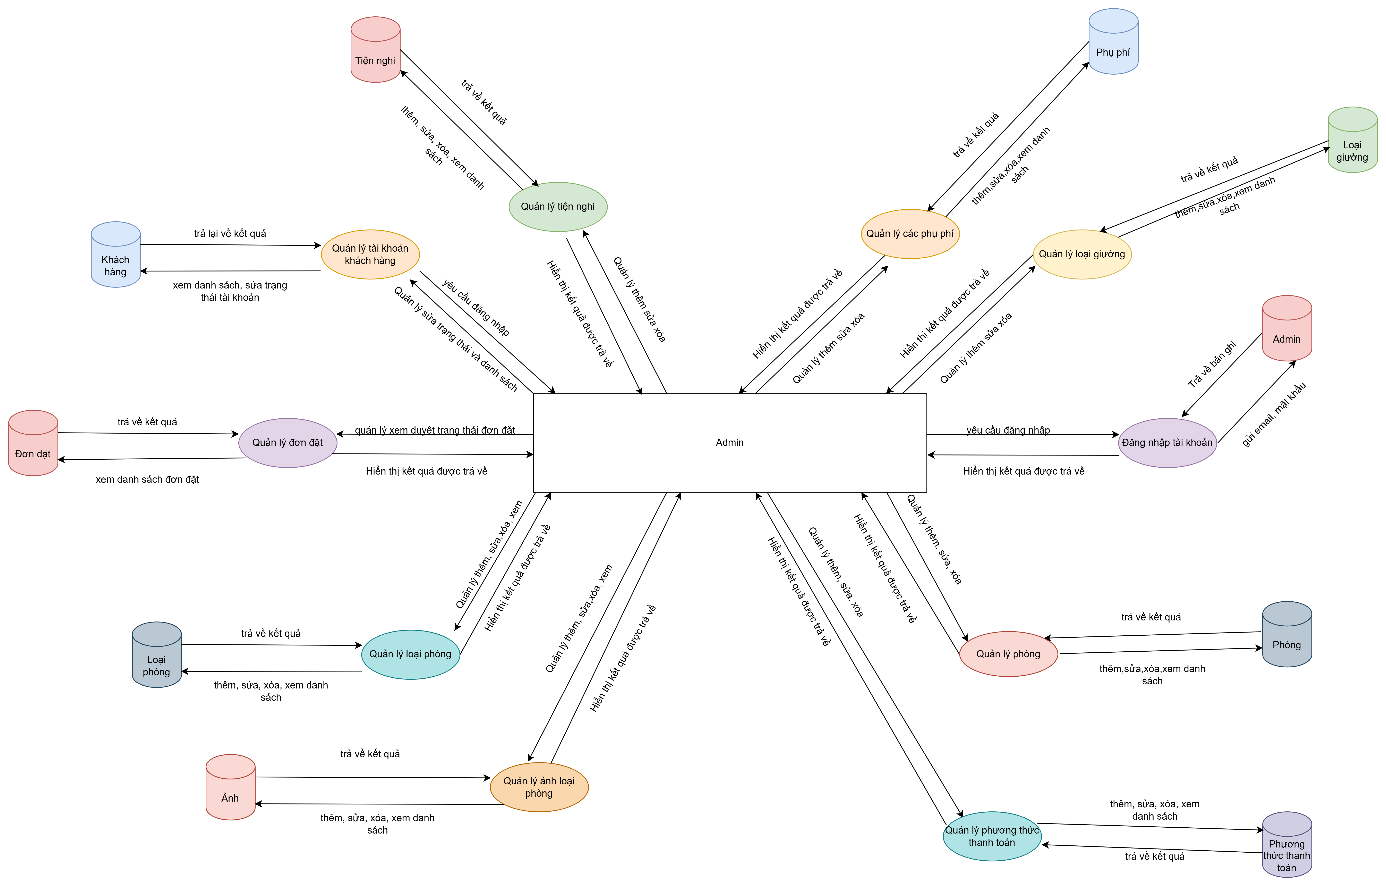 Tiện nghi
trả về kết quả
thêm, sửa, xóa, xem danh
sách
Quản lý tiện nghi
Hiển thị kết quả được trả về
Quản lý thêm sửa xóa
Phụ phí
trả về kết quả
thêm,sửa,xóa,xem danh
sách
Quản lý các phụ phí
Hiển thị kết quả được trả về
Quản lý thêm sửa xóa
Loại
giường
trả về kết quả
thêm,sửa,xóa,xem danh
sách
Quản lý loại giường
Hiển thị kết quả được trả về
Quản lý thêm sửa xóa
Khách
hàng
trả lại về kết quả
xem danh sách, sửa trạng
thái tài khoản
Quản lý tài khoản
khách hàng
yêu cầu đăng nhập
Quản lý sửa trạng thái và danh sách
Admin
Trả về bản ghi
gửi email, mật khẩu
Đăng nhập tài khoản
yêu cầu đăng nhập
Hiển thị kết quả được trả về
Admin
Đơn đặt
trả về kết quả
xem danh sách đơn đặt
Quản lý đơn đặt
quản lý xem duyệt trạng thái đơn đặt
Hiển thị kết quả được trả về
Quản lý thêm, sửa,xóa, xem
Hiển thị kết quả được trả về
Loại
phòng
trả về kết quả
thêm, sửa, xóa, xem danh
sách
Quản lý loại phòng
Quản lý thêm, sửa,xóa, xem
Hiển thị kết quả được trả về
Ảnh
trả về kết quả
thêm, sửa, xóa, xem danh
sách
Quản lý ảnh loại
phòng
Quản lý thêm, sửa, xóa
Hiển thị kết quả được trả về
Quản lý phòng
trả về kết quả
thêm,sửa,xóa,xem danh
sách
Phòng
Quản lý thêm, sửa, xóa
Hiển thị kết quả được trả về
Quản lý phương thức
thanh toán
thêm, sửa, xóa, xem
danh sách
trả về kết quả
Phương
thức thanh
toán